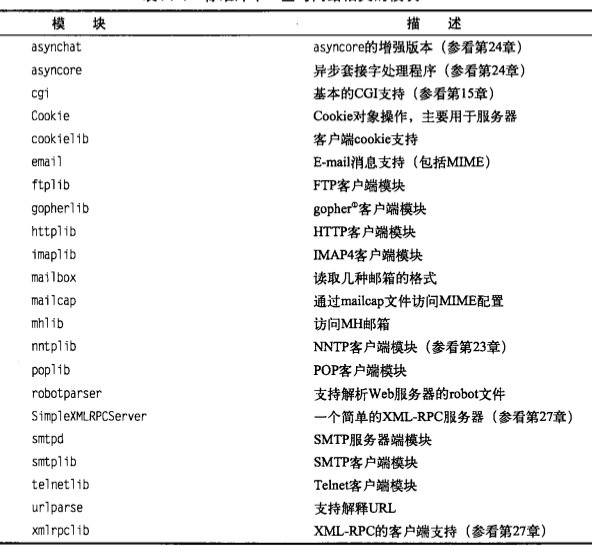 模 块 描 述
asynchat asyncore的增强版本（参看第24章）
asyncore 异步套接字处理程序（参看第24章）
cgi 基本的CGI支持（参看第15章）
Cookie Cookie对象操作，主要用于服务器
cookielib 客户端cookie支持
email E-mail消息支持（包括MIME）
ftplib FTP客户端模块
gopherlib gopher①客户端模块
httplib HTTP客户端模块
imaplib IMAP4客户端模块
mailbox 读取几种邮箱的格式
mailcap 通过mailcap文件访问MIME配置
mhlib 访问MH邮箱
nntplib NNTP客户端模块（参看第23章）
poplib POP客户端模块
robotparser 支持解析Web服务器的robot文件
SimpleXMLRPCServer 一个简单的XML-RPC服务器（参看第27章）
smtpd SMTP服务器端模块
smtplib SMTP客户端模块
telnetlib Telnet客户端模块
urlparse 支持解释URL
xmlrpclib XML-RPC的客户端支持（参看第27章）